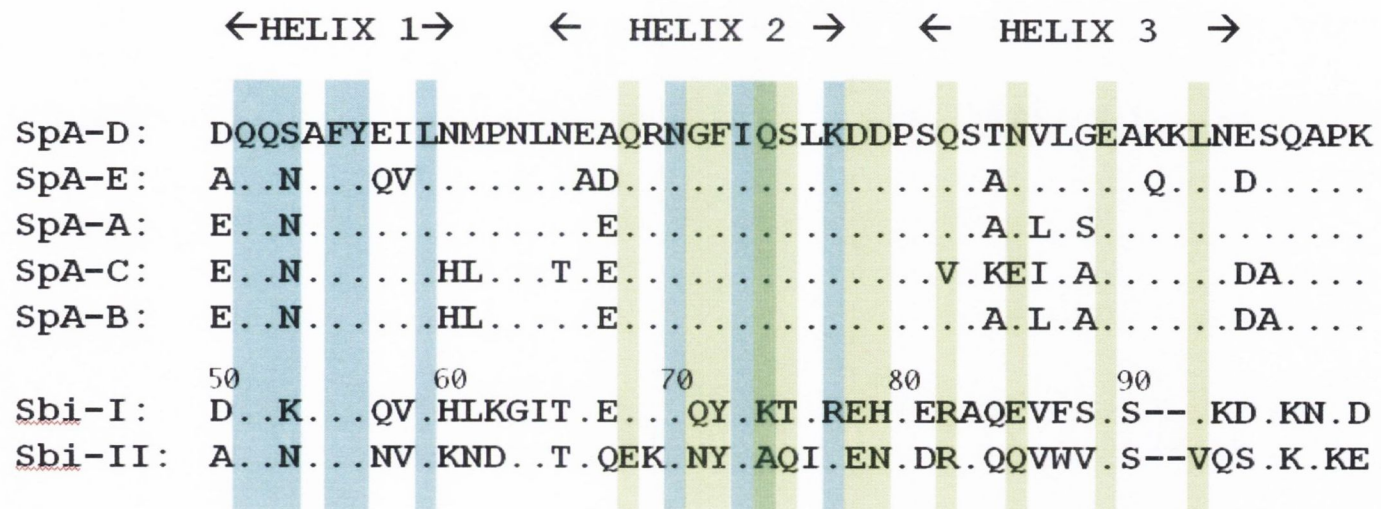 ←HELIX 1→ ← HELIX 2 → ← HELIX 3 →
SpA-D: DQQSAFYEILNMPNLNEAQRNGFIQSLKDDPSQSTNVLGEAKKLNESQAPK
SpA-E: A..N...QV.......AD................A......Q...D.....
SpA-A: E..N.............E................A.L.S............
SpA-C: E..N......HL...T.E..............V.KEI.A......DA....
SpA-B: E..N......HL.....E................A.L.A......DA....
50 60 70 80 90
Sbi-I: D..K...QV.HLKGIT.E...QY.KT.REH.ERAQEVFS.S--.KD.KN.D
Sbi-II: A..N...NV.KND..T.QEK.NY.AQI.EN.DR.QQVWV.S--VQS.K.KE